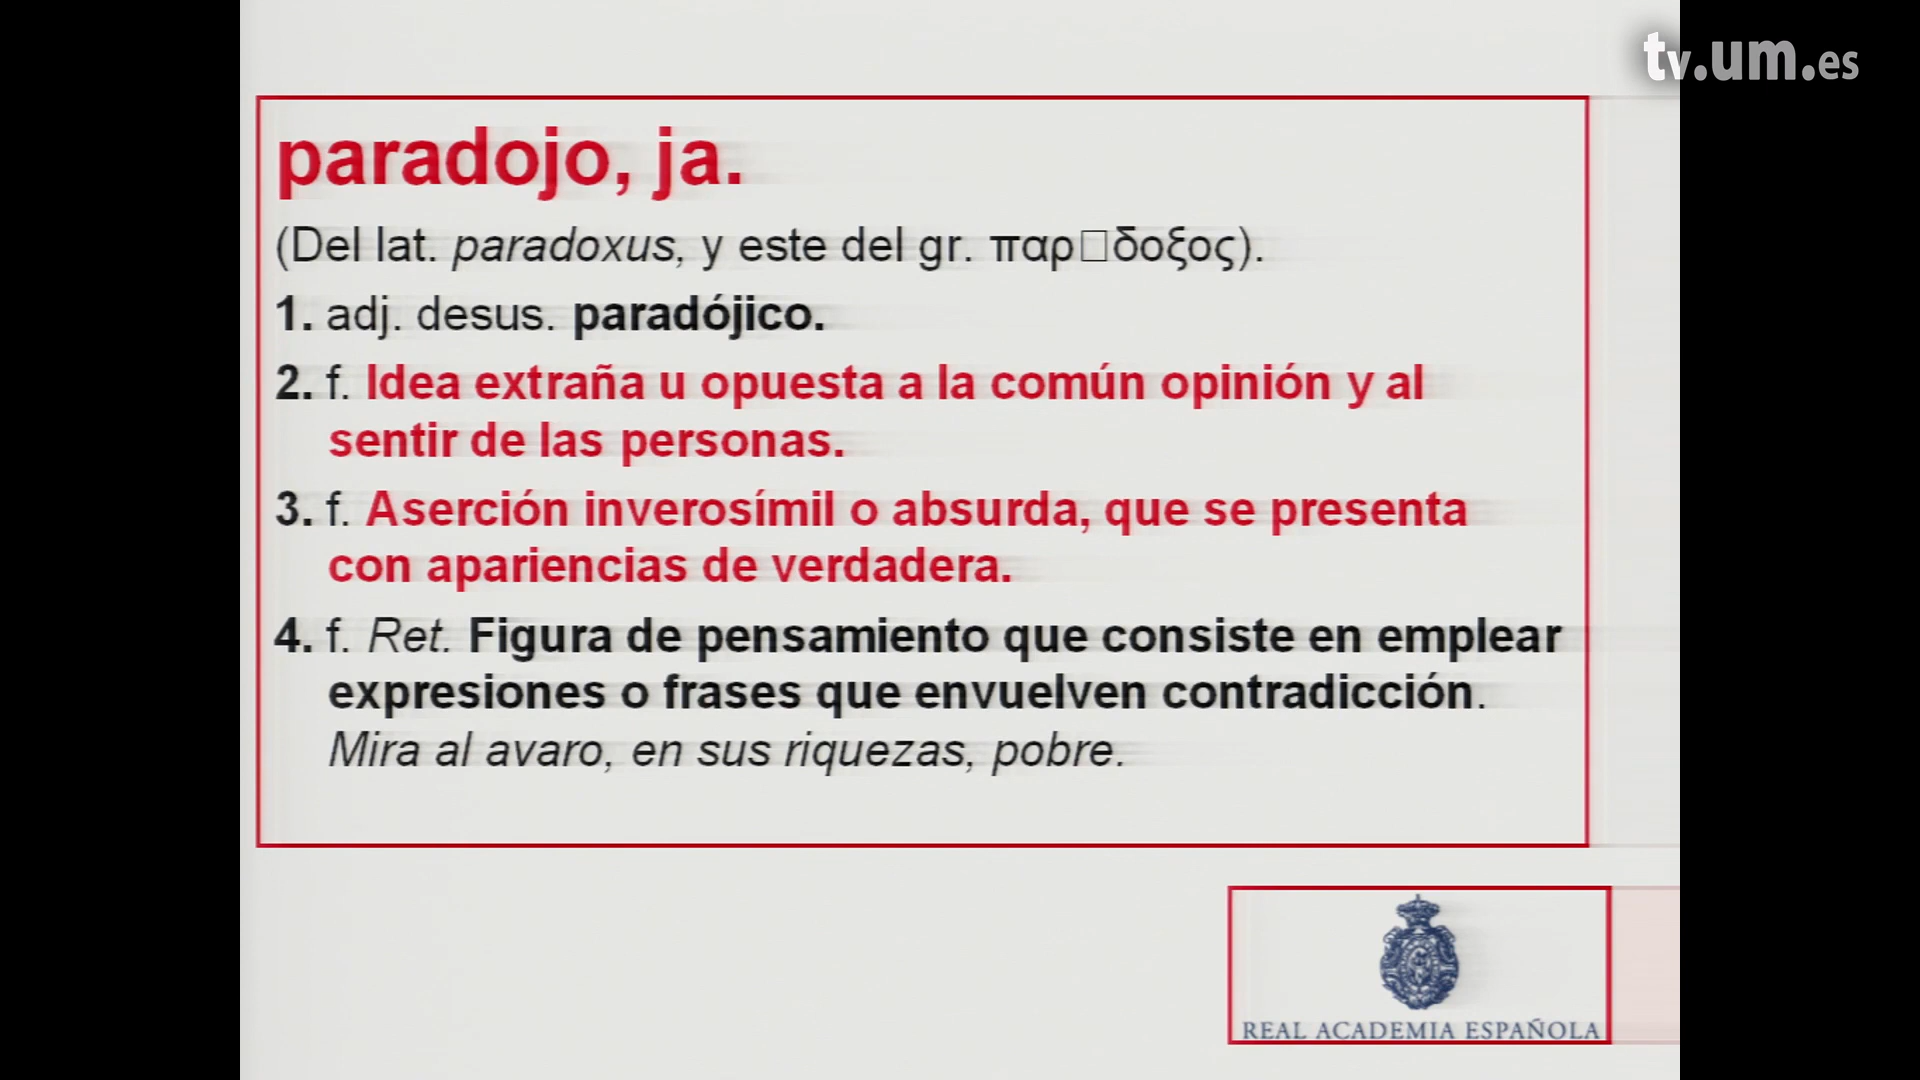 tv.um.es
paradojo, ja.
(Del lat. paradoxus, y este del gr. παρ□δοξος).
1. adj. desus. paradójico.
2. f. Idea extraña u opuesta a la común opinión y al
sentir de las personas.
3. f. Aserción inverosímil o absurda, que se presenta
con apariencias de verdadera.
4. f. Ret. Figura de pensamiento que consiste en emplear
expresiones o frases que envuelven contradicción.
Mira al avaro, en sus riquezas, pobre.
REAL ACADEMIA ESPAÑOLA